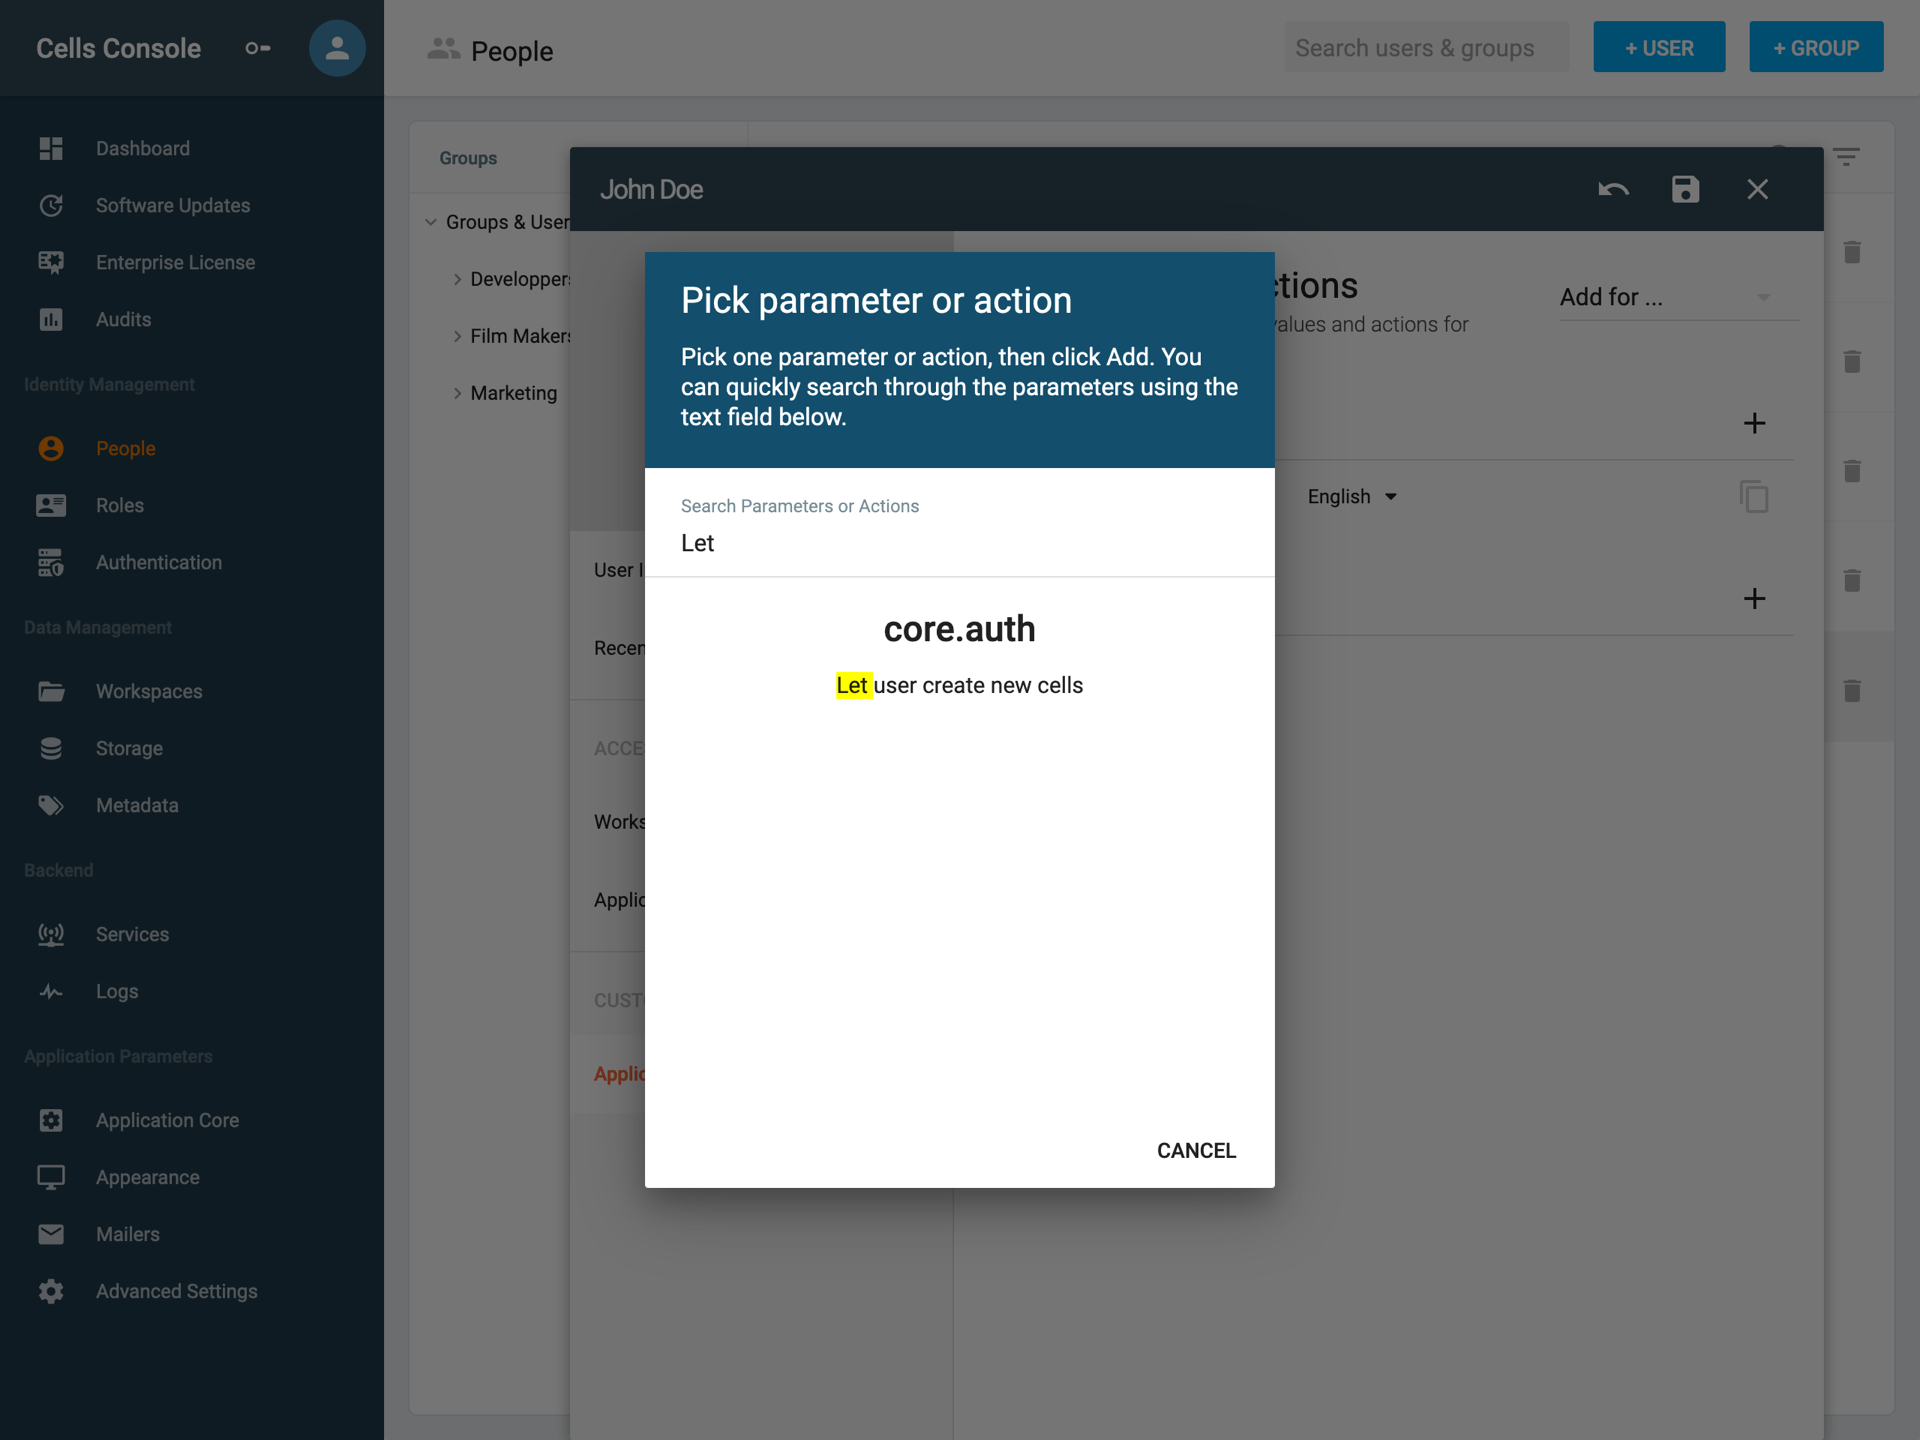 Cells Console
People
Search users & groups
+ USER
+ GROUP
Dashboard
Software Updates
Enterprise License
Audits
Identity Management
People
Roles
Authentication
Data Management
Workspaces
Storage
Metadata
Backend
Services
Logs
Application Parameters
Application Core
Appearance
Mailers
Advanced Settings
Groups
Groups & User
Developpers
Film Makers
Marketing
John Doe
ctions
values and actions for
Add for ...
English
User I
Recen
ACCE
Works
Applic
CUST
Applic
Pick parameter or action
Pick one parameter or action, then click Add. You
can quickly search through the parameters using the
text field below.
Search Parameters or Actions
Let
core.auth
Let user create new cells
CANCEL